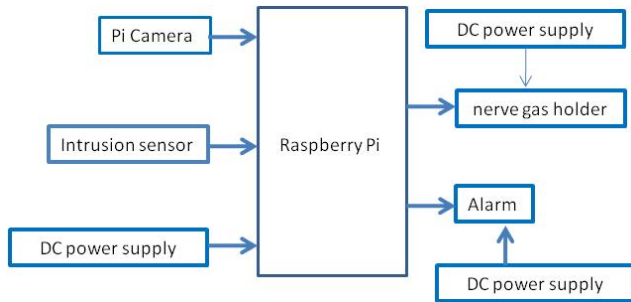 Pi Camera
DC power supply
nerve gas holder
Intrusion sensor
Raspberry Pi
Alarm
DC power supply
DC power supply